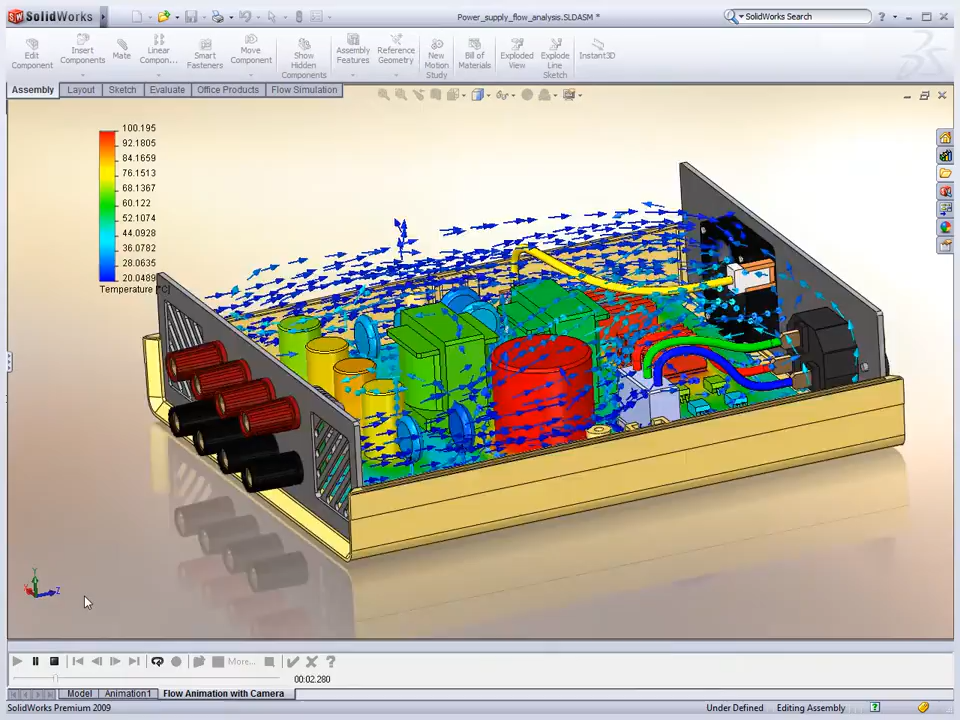 SolidWorks
Power_supply_flow_analysis.SLDASM *
SolidWorks Search
?
Edit Component
Insert Components
Mate
Linear Compon...
Smart Fasteners
Move Component
Show Hidden Components
Assembly Features
Reference Geometry
New Motion Study
Bill of Materials
Exploded View
Explode Line Sketch
Instant3D
Assembly
Layout
Sketch
Evaluate
Office Products
Flow Simulation
100.195
92.1805
84.1659
76.1513
68.1367
60.122
52.1074
44.0928
36.0782
28.0635
20.0489
Temperature [°C]
Y
X
Z
More...
?
00:02.280
Model
Animation1
Flow Animation with Camera
SolidWorks Premium 2009
Under Defined
Editing Assembly
?